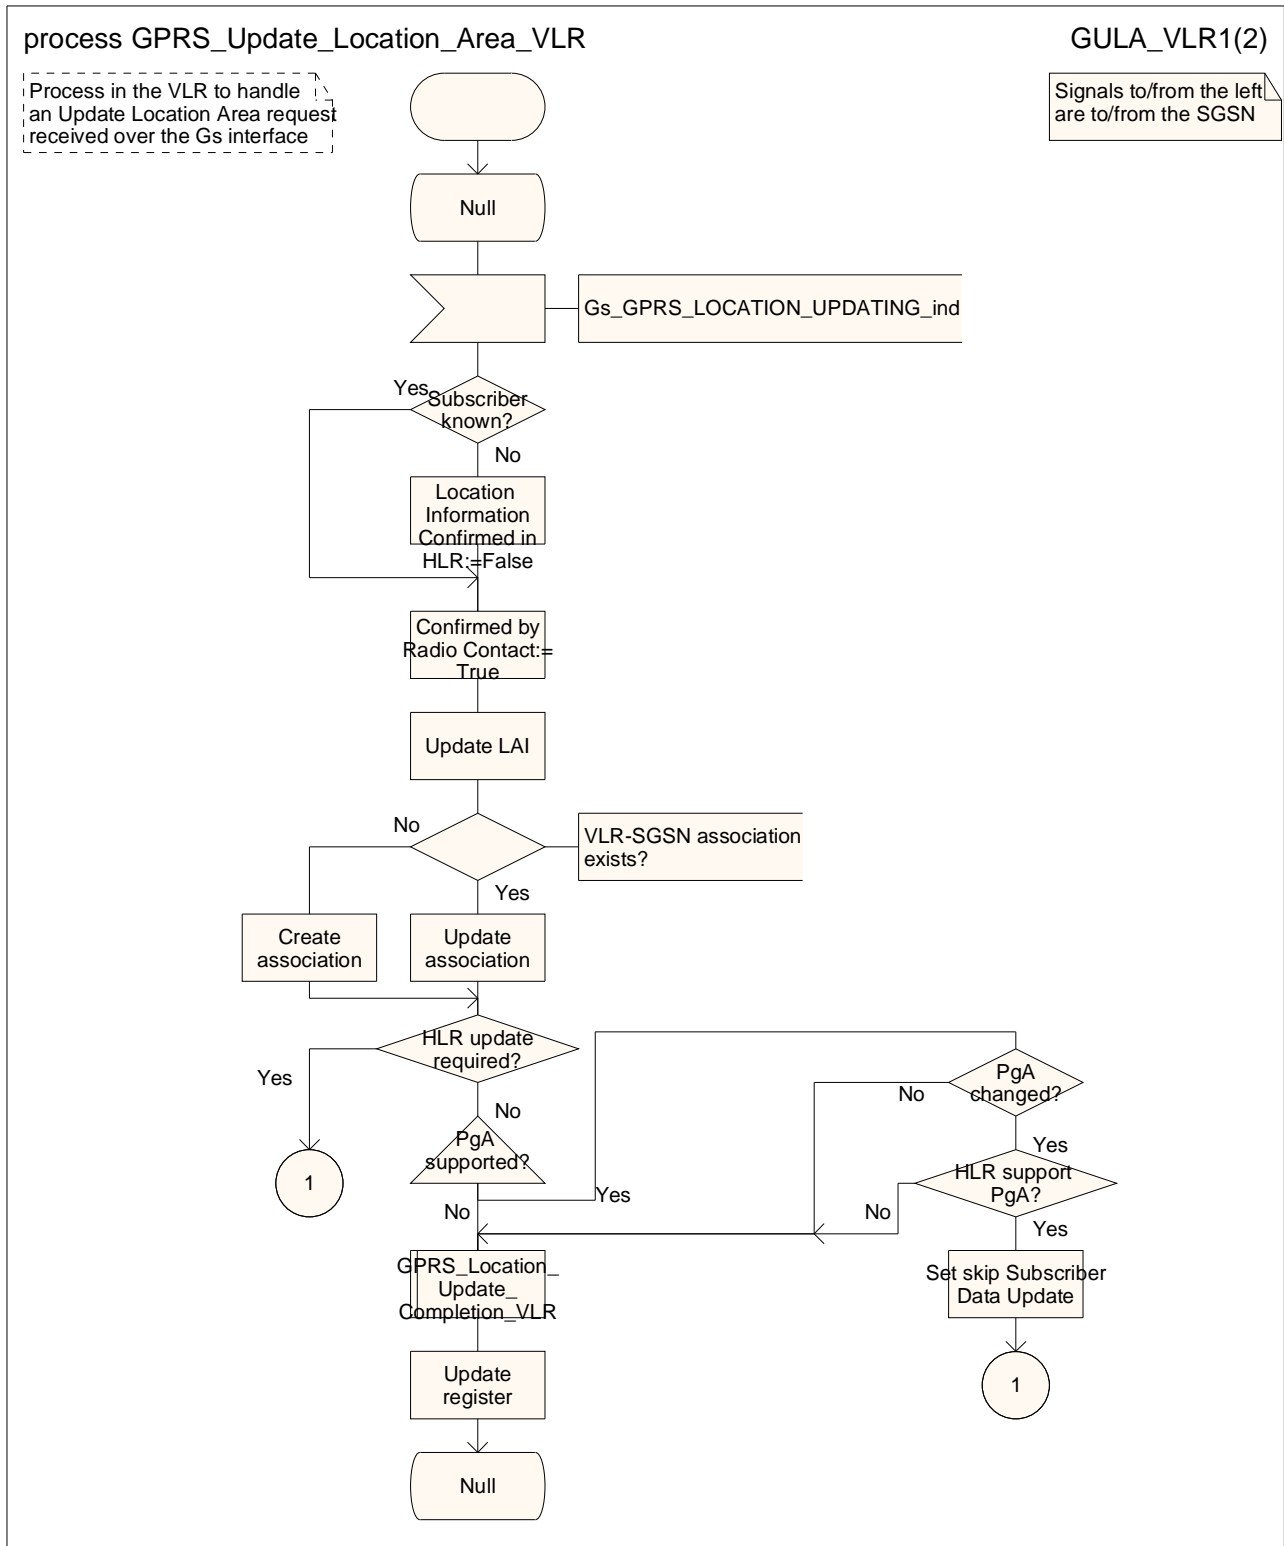 process GPRS_Update_Location_Area_VLR
GULA_VLR1(2)
Process in the VLR to handle
an Update Location Area request
received over the Gs interface
Signals to/from the left
are to/from the SGSN
Null
Gs_GPRS_LOCATION_UPDATING_ind
Yes
Subscriber
known?
No
Location
Information
Confirmed in
HLR:=False
Confirmed by
Radio Contact:=
True
Update LAI
No
VLR-SGSN association
exists?
Yes
Create
association
Update
association
HLR update
required?
Yes
No
1
PgA
supported?
Yes
No
PgA
changed?
No
Yes
HLR support
PgA?
No
Yes
Set skip Subscriber
Data Update
1
GPRS_Location_
Update_
Completion_VLR
Update
register
Null